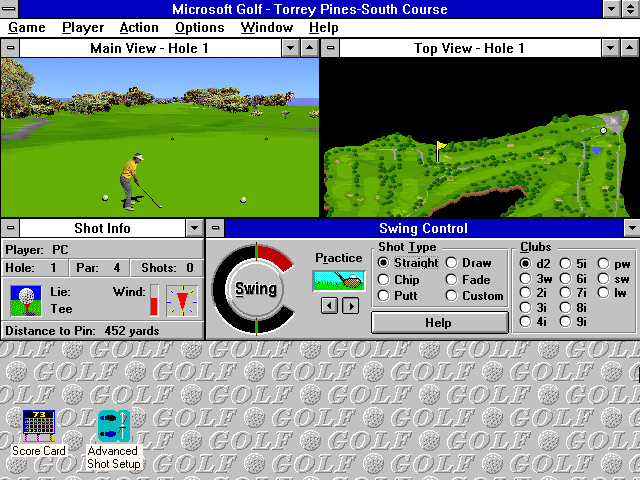 Microsoft Golf - Torrey Pines-South Course
Game Player Action Options Window Help
Main View - Hole 1
Top View - Hole 1
Shot Info
Player: PC
Hole: 1 Par: 4 Shots: 0
Lie: Wind:
Tee
Distance to Pin: 452 yards
Swing Control
Swing
Practice
Shot Type
Straight Draw
Chip Fade
Putt Custom
Help
Clubs
d2 5i pw
3w 6i sw
2i 7i lw
3i 8i
4i 9i
GOLF GOLF GOLF GOLF GOLF
GOLF GOLF GOLF GOLF GOLF
73
Score Card
Advanced
Shot Setup